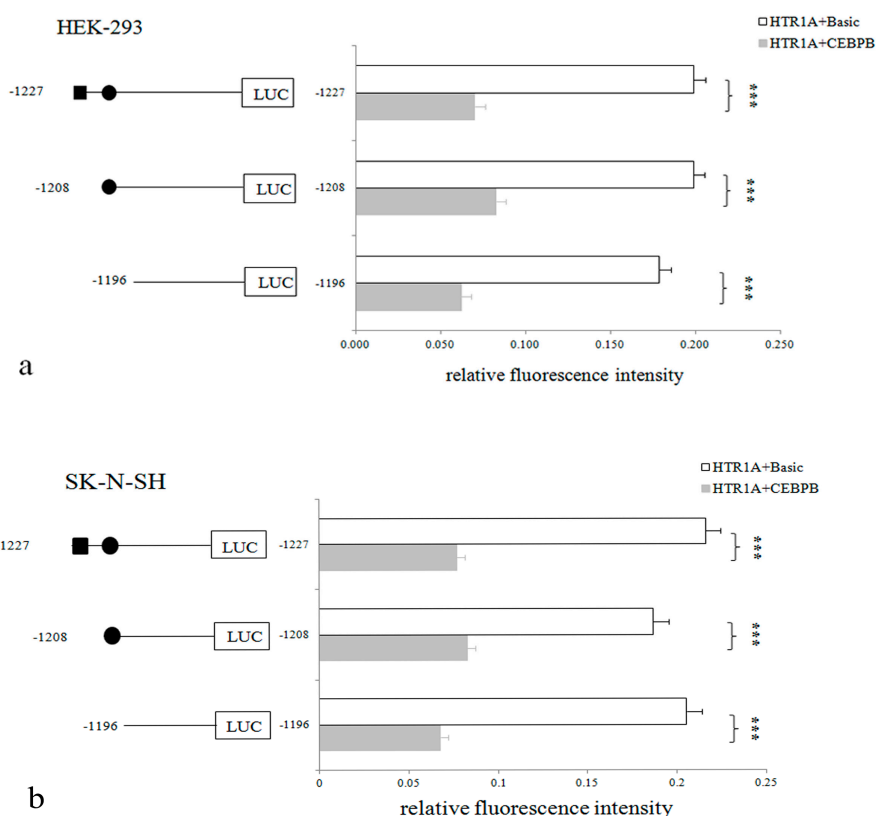 HEK-293
HTR1A+Basic
HTR1A+CEBPB
-1227
LUC
-1227
***
-1208
LUC
-1208
***
-1196
LUC
-1196
***
0.000
0.050
0.100
0.150
0.200
0.250
relative fluorescence intensity
a
SK-N-SH
HTR1A+Basic
HTR1A+CEBPB
1227
LUC
-1227
***
-1208
LUC
-1208
***
-1196
LUC
-1196
***
0
0.05
0.1
0.15
0.2
0.25
relative fluorescence intensity
b